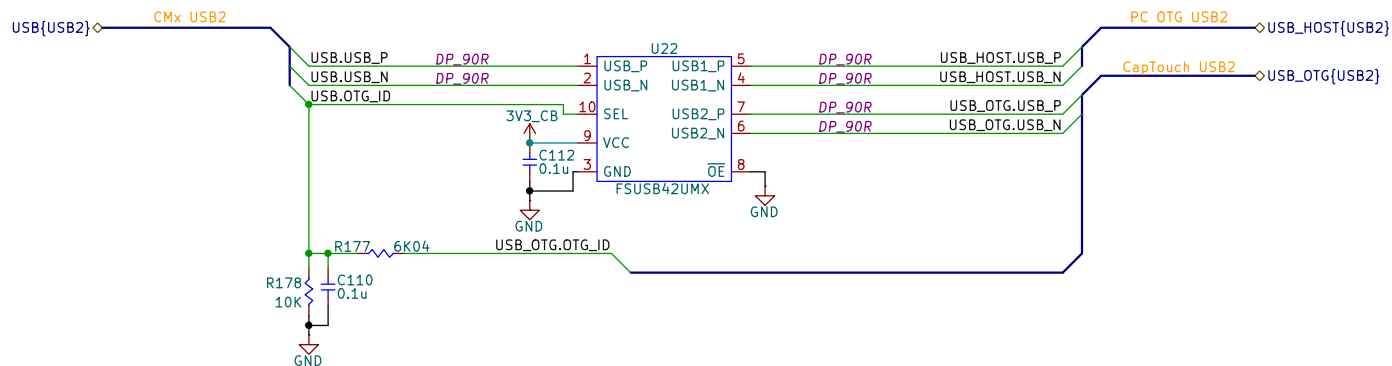 CMx USB2
PC OTG USB2
USB{USB2}
USB_HOST{USB2}
U22
USB.USB_P
DP_90R
1
USB_P
USB1_P
5
DP_90R
USB_HOST.USB_P
CapTouch USB2
USB.USB_N
DP_90R
2
USB_N
USB1_N
4
DP_90R
USB_HOST.USB_N
USB_OTG{USB2}
USB.OTG_ID
10
SEL
USB2_P
7
DP_90R
USB_OTG.USB_P
3V3_CB
USB2_N
6
DP_90R
USB_OTG.USB_N
9
VCC
C112
0.1u
3
GND
OE
8
FSUSB42UMX
GND
GND
R177
6K04
USB_OTG.OTG_ID
R178
10K
C110
0.1u
GND